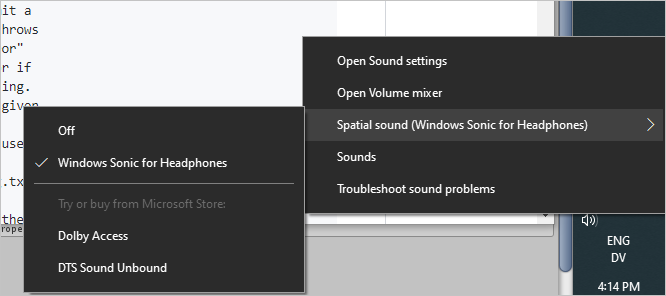 it a
hrows
or"
r if
ing.
given
use
.tx
the
rope
Open Sound settings
Open Volume mixer
Spatial sound (Windows Sonic for Headphones)
Sounds
Troubleshoot sound problems
Off
Windows Sonic for Headphones
Try or buy from Microsoft Store:
Dolby Access
DTS Sound Unbound
ENG
DV
4:14 PM